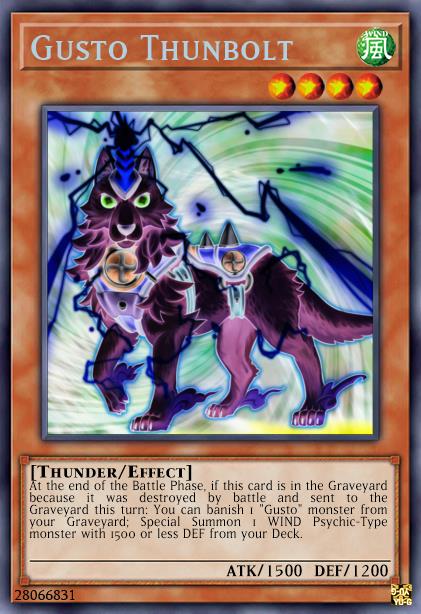 GUSTO THUNBOLT
WIND
風
[THUNDER/EFFECT]
At the end of the Battle Phase, if this card is in the Graveyard
because it was destroyed by battle and sent to the
Graveyard this turn: You can banish 1 "Gusto" monster from
your Graveyard; Special Summon 1 WIND Psychic-Type
monster with 1500 or less DEF from your Deck.
ATK/1500 DEF/1200
28066831